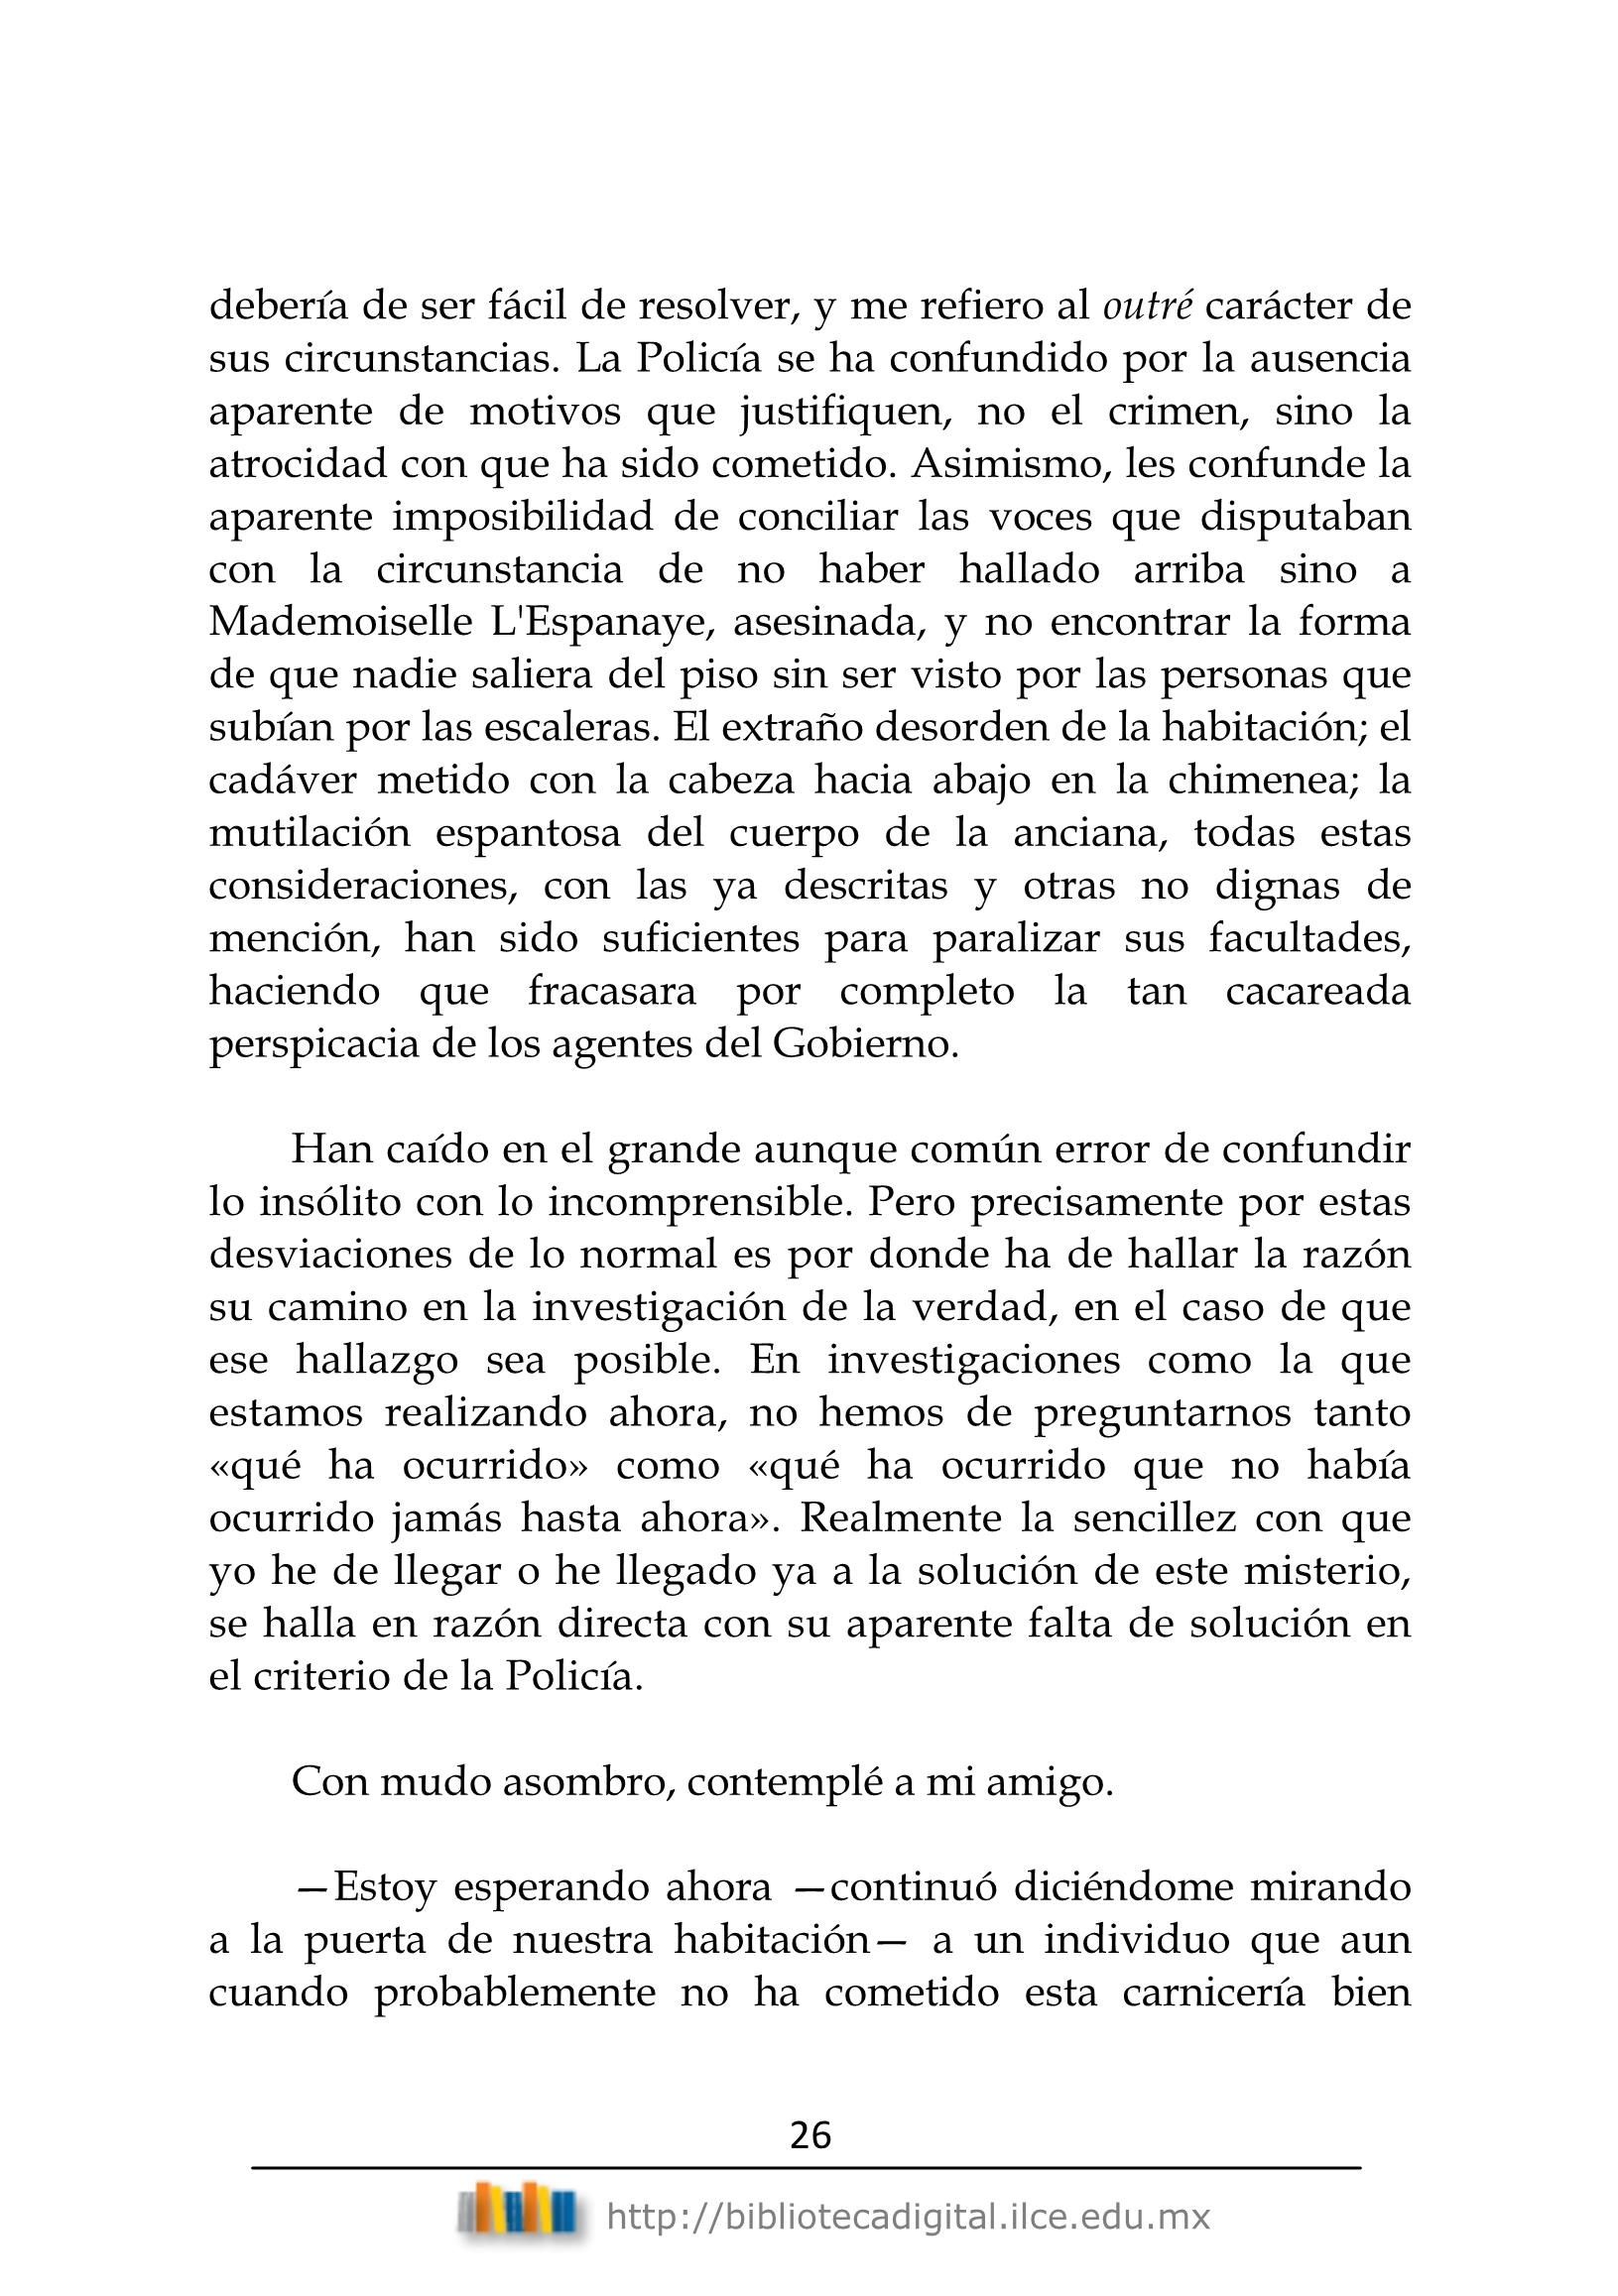 debería de ser fácil de resolver, y me refiero al outré carácter de
sus circunstancias. La Policía se ha confundido por la ausencia
aparente de motivos que justifiquen, no el crimen, sino la
atrocidad con que ha sido cometido. Asimismo, les confunde la
aparente imposibilidad de conciliar las voces que disputaban
con la circunstancia de no haber hallado arriba sino a
Mademoiselle L'Espanaye, asesinada, y no encontrar la forma
de que nadie saliera del piso sin ser visto por las personas que
subían por las escaleras. El extraño desorden de la habitación; el
cadáver metido con la cabeza hacia abajo en la chimenea; la
mutilación espantosa del cuerpo de la anciana, todas estas
consideraciones, con las ya descritas y otras no dignas de
mención, han sido suficientes para paralizar sus facultades,
haciendo que fracasara por completo la tan cacareada
perspicacia de los agentes del Gobierno.
Han caído en el grande aunque común error de confundir
lo insólito con lo incomprensible. Pero precisamente por estas
desviaciones de lo normal es por donde ha de hallar la razón
su camino en la investigación de la verdad, en el caso de que
ese hallazgo sea posible. En investigaciones como la que
estamos realizando ahora, no hemos de preguntarnos tanto
«qué ha ocurrido» como «qué ha ocurrido que no había
ocurrido jamás hasta ahora». Realmente la sencillez con que
yo he de llegar o he llegado ya a la solución de este misterio,
se halla en razón directa con su aparente falta de solución en
el criterio de la Policía.
Con mudo asombro, contemplé a mi amigo.
—Estoy esperando ahora —continuó diciéndome mirando
a la puerta de nuestra habitación— a un individuo que aun
cuando probablemente no ha cometido esta carnicería bien
26
http://bibliotecadigital.ilce.edu.mx